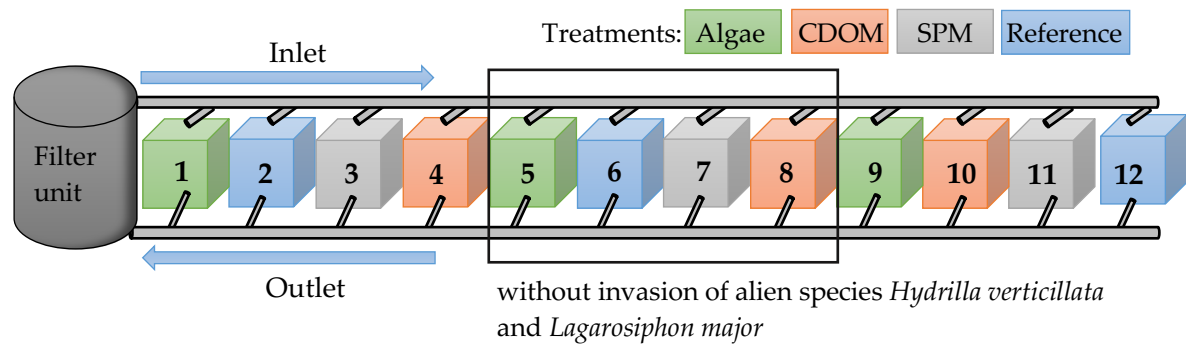 Treatments: Algae CDOM SPM Reference
Inlet
Filter
unit
1 2 3 4 5 6 7 8 9 10 11 12
Outlet
without invasion of alien species Hydrilla verticillata
and Lagarosiphon major